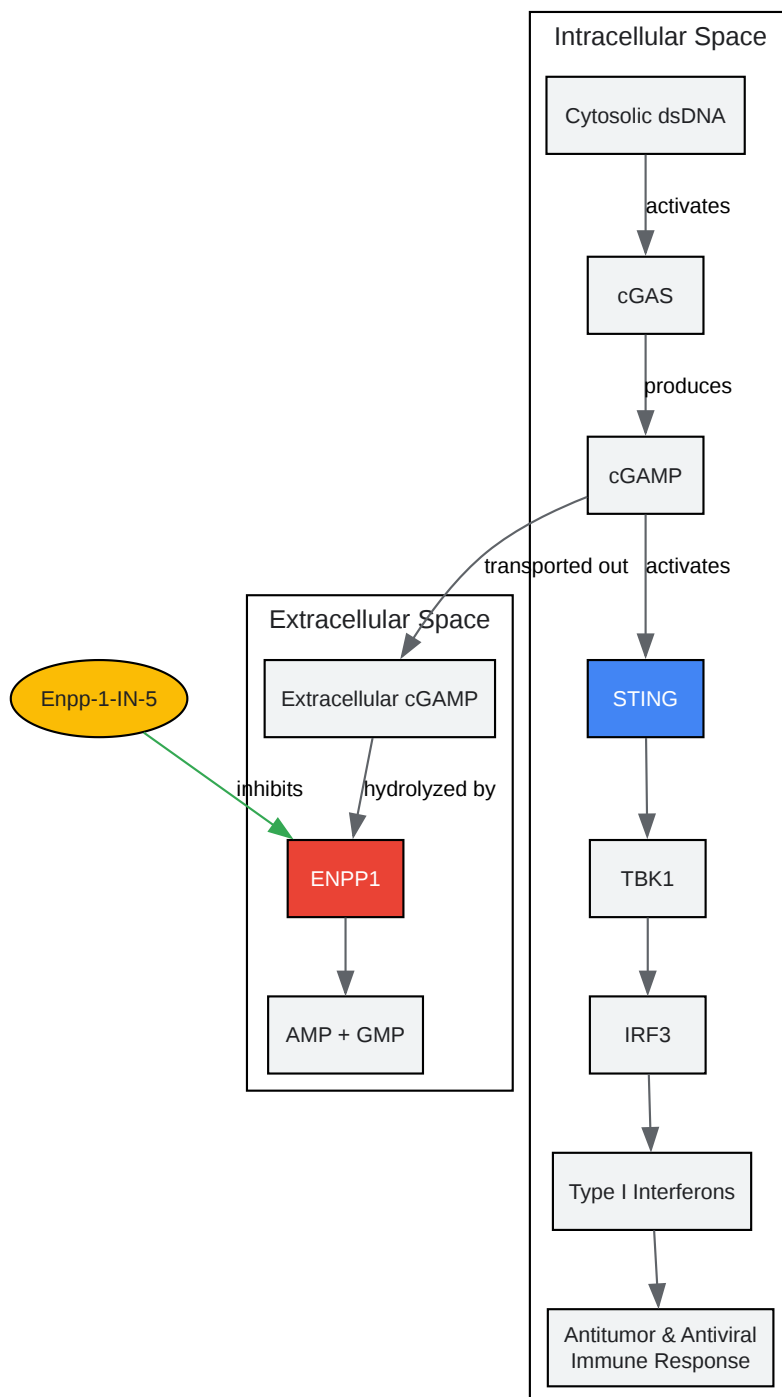 Intracellular Space
Cytosolic dsDNA
activates
cGAS
produces
cGAMP
transported out
activates
Extracellular Space
Enpp-1-IN-5
Extracellular cGAMP
STING
inhibits
hydrolyzed by
ENPP1
TBK1
AMP + GMP
IRF3
Type I Interferons
Antitumor & Antiviral
Immune Response